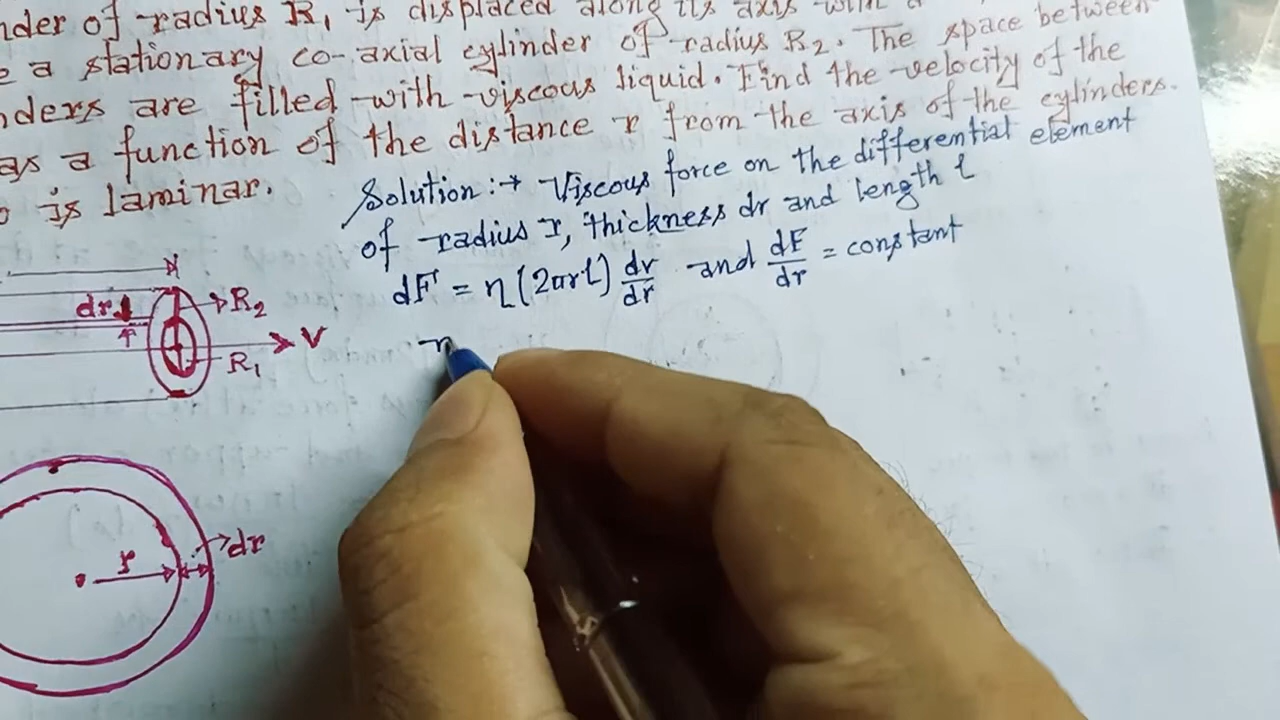 nder of radius R₁ is displaced along its axis with a
e a stationary co-axial cylinder of radius R₂. The space between
nders are filled with viscous liquid. Find the velocity of the
as a function of the distance r from the axis of the cylinders.
is laminar.
Solution :→ Viscous force on the differential element
of radius r, thickness dr and length l
dF = η(2πrl) dv/dr and dF/dr = constant
r
dr
R₂
V
R₁
r
dr